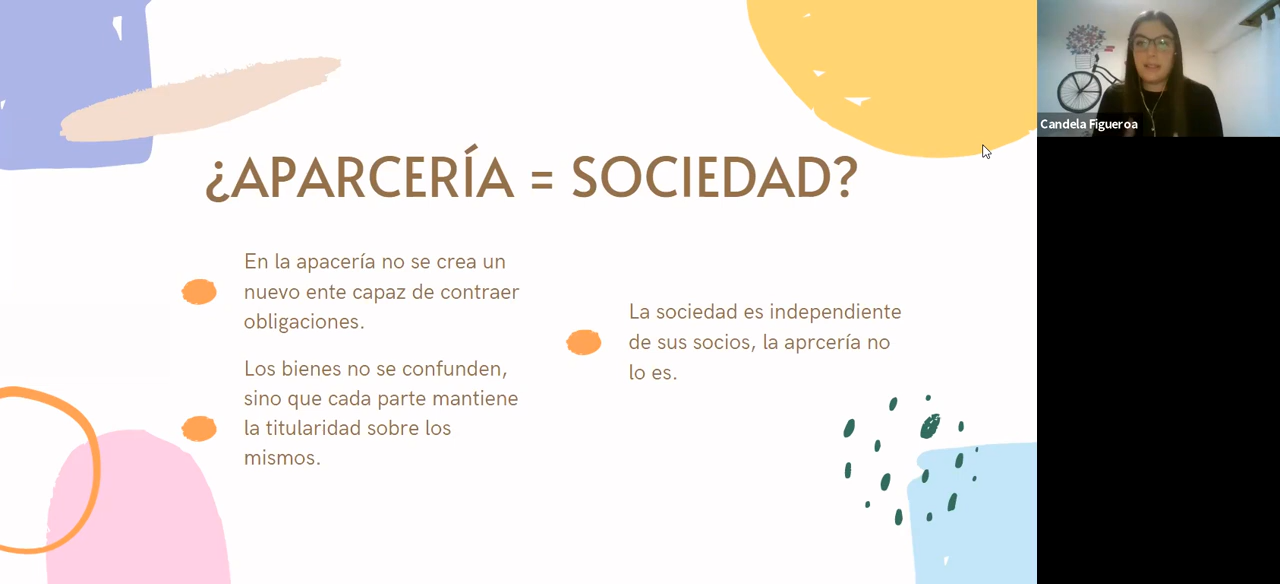 ¿APARCERÍA = SOCIEDAD?
En la apacería no se crea un
nuevo ente capaz de contraer
obligaciones.
Los bienes no se confunden,
sino que cada parte mantiene
la titularidad sobre los
mismos.
La sociedad es independiente
de sus socios, la aprcería no
lo es.
Candela Figueroa